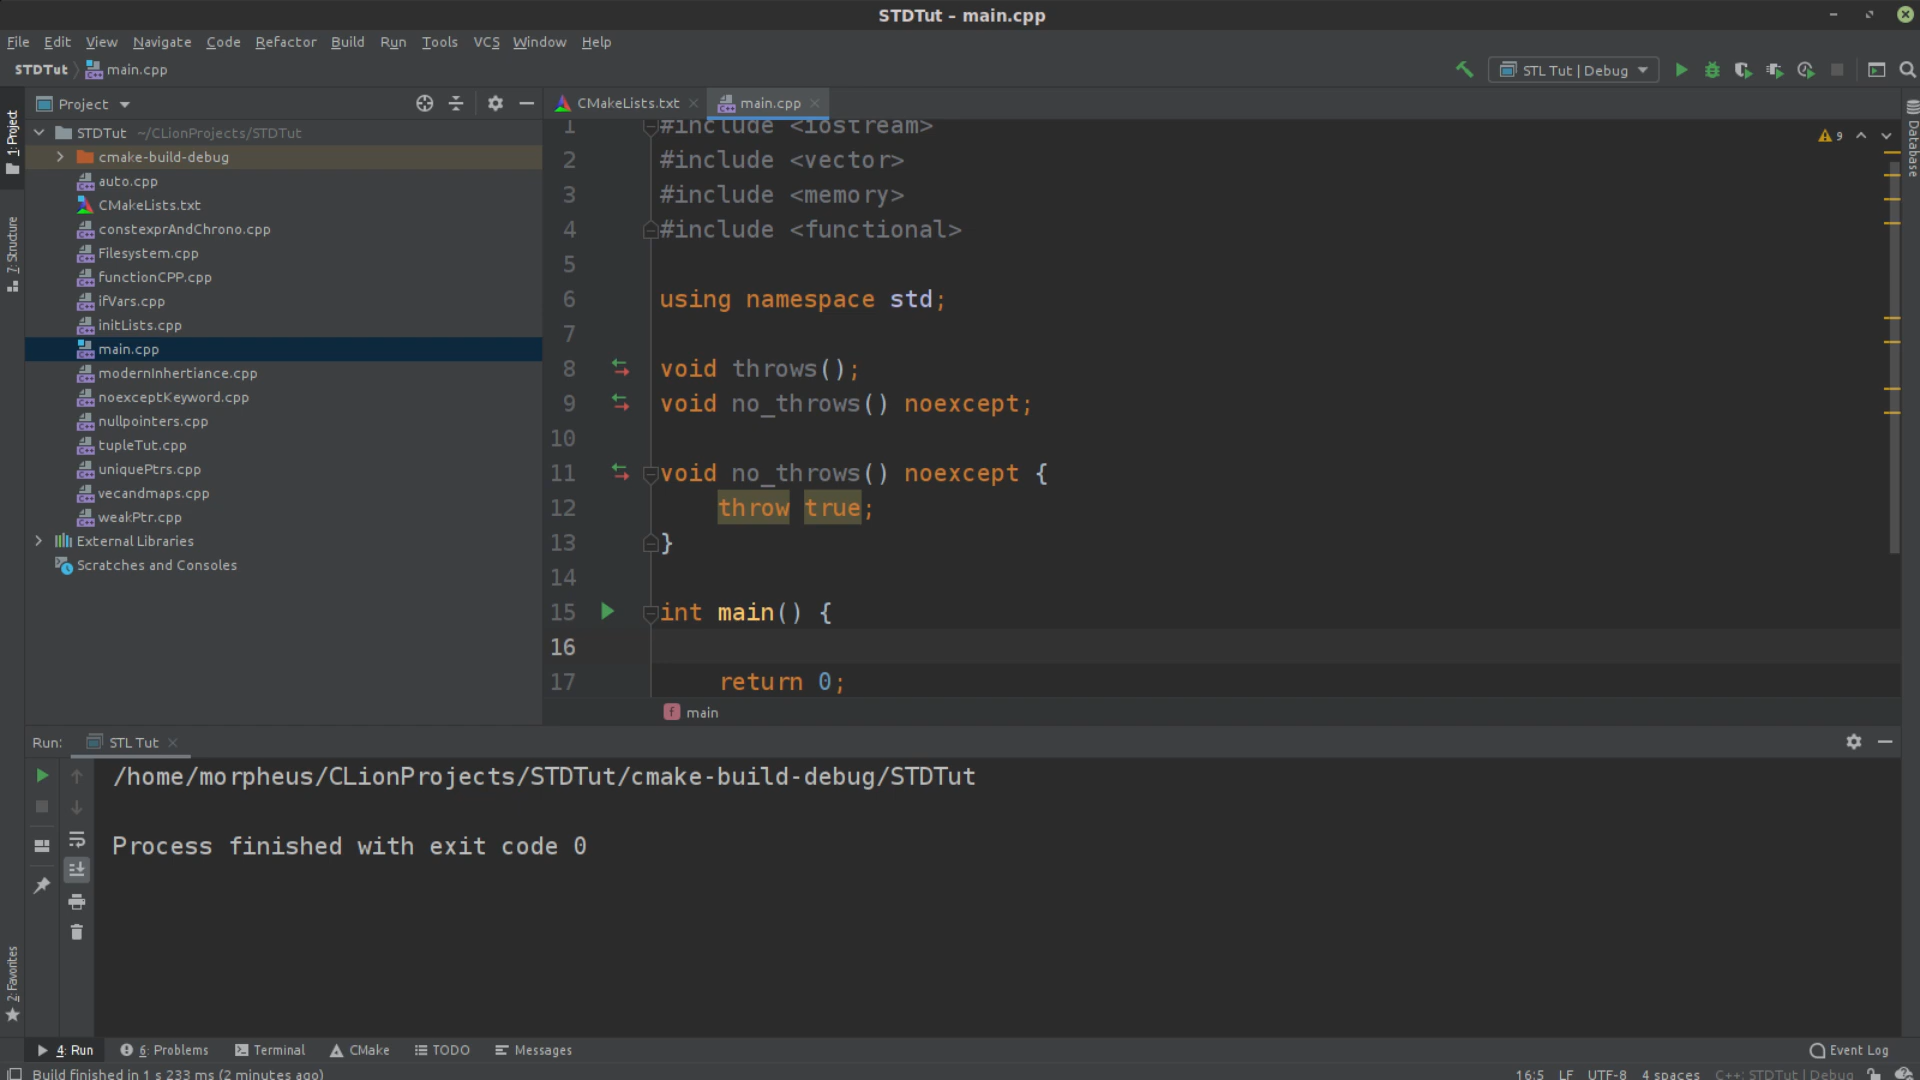 STDTut – main.cpp
File Edit View Navigate Code Refactor Build Run Tools VCS Window Help
STDTut main.cpp
STL Tut | Debug
Project
CMakeLists.txt main.cpp
1: Project
7: Structure
2: Favorites
Database
STDTut ~/CLionProjects/STDTut
cmake-build-debug
auto.cpp
CMakeLists.txt
constexprAndChrono.cpp
Filesystem.cpp
functionCPP.cpp
ifVars.cpp
initLists.cpp
main.cpp
modernInhertiance.cpp
noexceptKeyword.cpp
nullpointers.cpp
tupleTut.cpp
uniquePtrs.cpp
vecandmaps.cpp
weakPtr.cpp
External Libraries
Scratches and Consoles
9
1 #include <iostream>
2 #include <vector>
3 #include <memory>
4 #include <functional>
5
6 using namespace std;
7
8 void throws();
9 void no_throws() noexcept;
10
11 void no_throws() noexcept {
12 throw true;
13 }
14
15 int main() {
16
17 return 0;
f main
Run: STL Tut
/home/morpheus/CLionProjects/STDTut/cmake-build-debug/STDTut
Process finished with exit code 0
4: Run 6: Problems Terminal CMake TODO Messages Event Log
Build finished in 1 s 233 ms (2 minutes ago) 16:5 LF UTF-8 4 spaces C++: STDTut | Debug